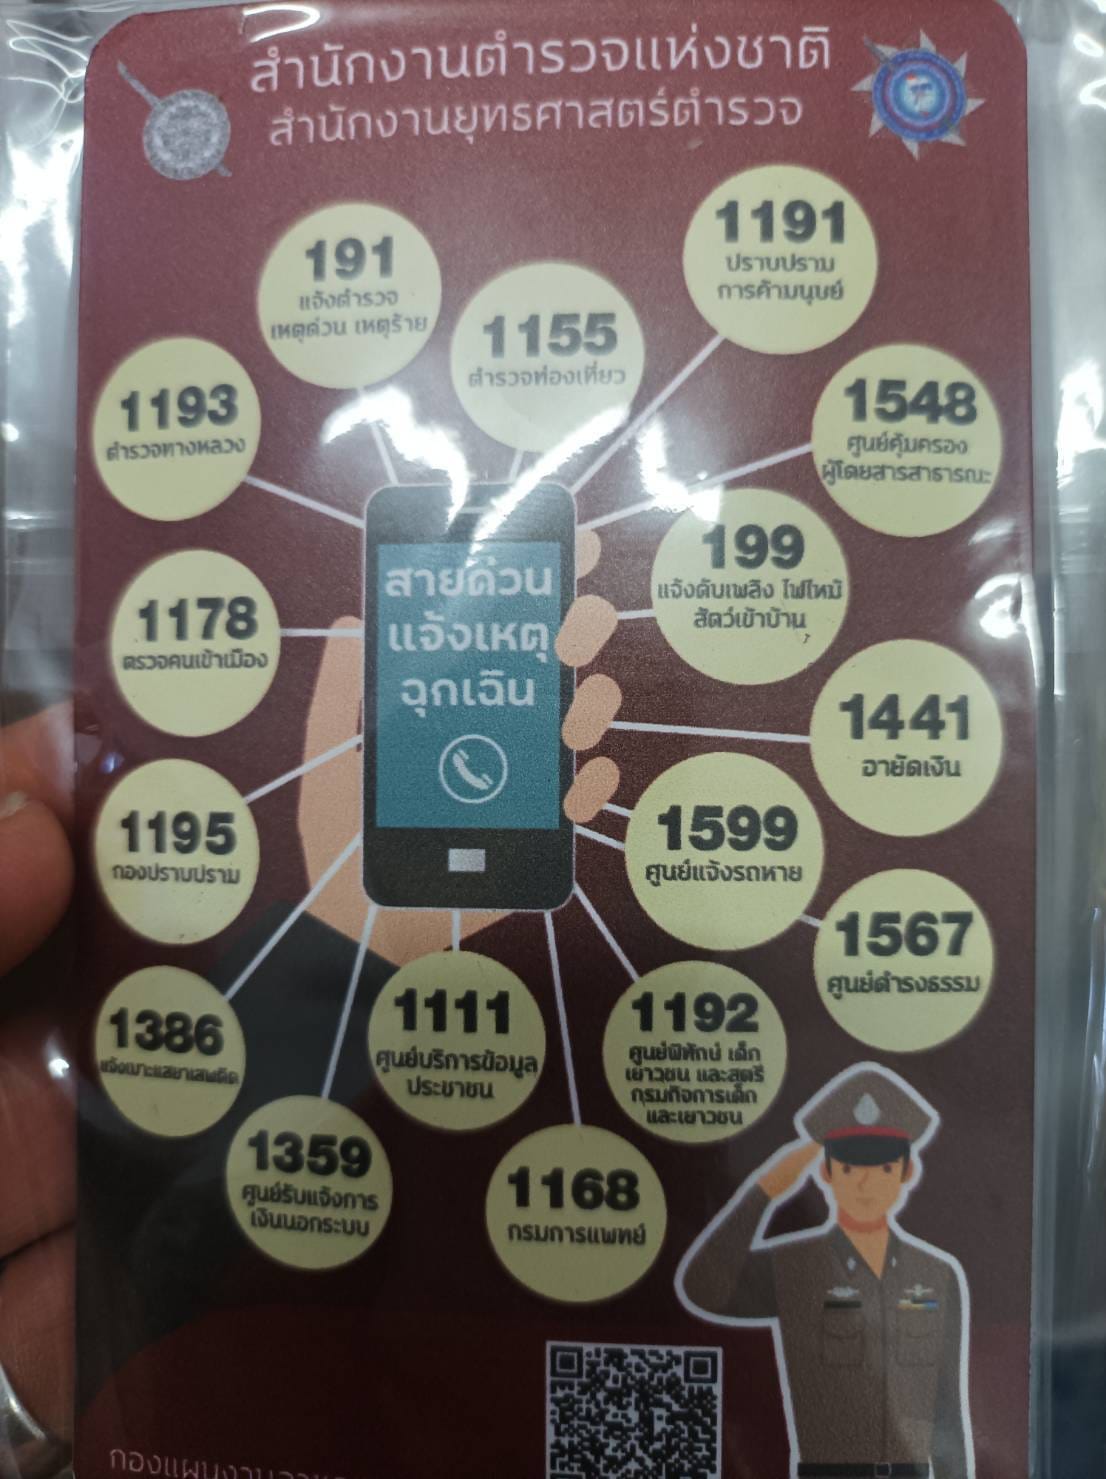 สำนักงานตำรวจแห่งชาติ
สำนักงานยุทธศาสตร์ตำรวจ
191
แจ้งตำรวจ
เหตุด่วน เหตุร้าย
1155
ตำรวจท่องเที่ยว
1191
ปราบปราม
การค้ามนุษย์
1193
ตำรวจทางหลวง
1548
ศูนย์คุ้มครอง
ผู้โดยสารสาธารณะ
199
แจ้งดับเพลิง ไฟไหม้
สัตว์เข้าบ้าน
1178
ตรวจคนเข้าเมือง
สายด่วน
แจ้งเหตุ
ฉุกเฉิน
1441
อายัดเงิน
1195
กองปราบปราม
1599
ศูนย์แจ้งรถหาย
1567
ศูนย์ดำรงธรรม
1386
แจ้งเบาะแสยาเสพติด
1111
ศูนย์บริการข้อมูล
ประชาชน
1192
ศูนย์พิทักษ์ เด็ก
เยาวชน และสตรี
กรมกิจการเด็ก
และเยาวชน
1359
ศูนย์รับแจ้งการ
เงินนอกระบบ
1168
กรมการแพทย์